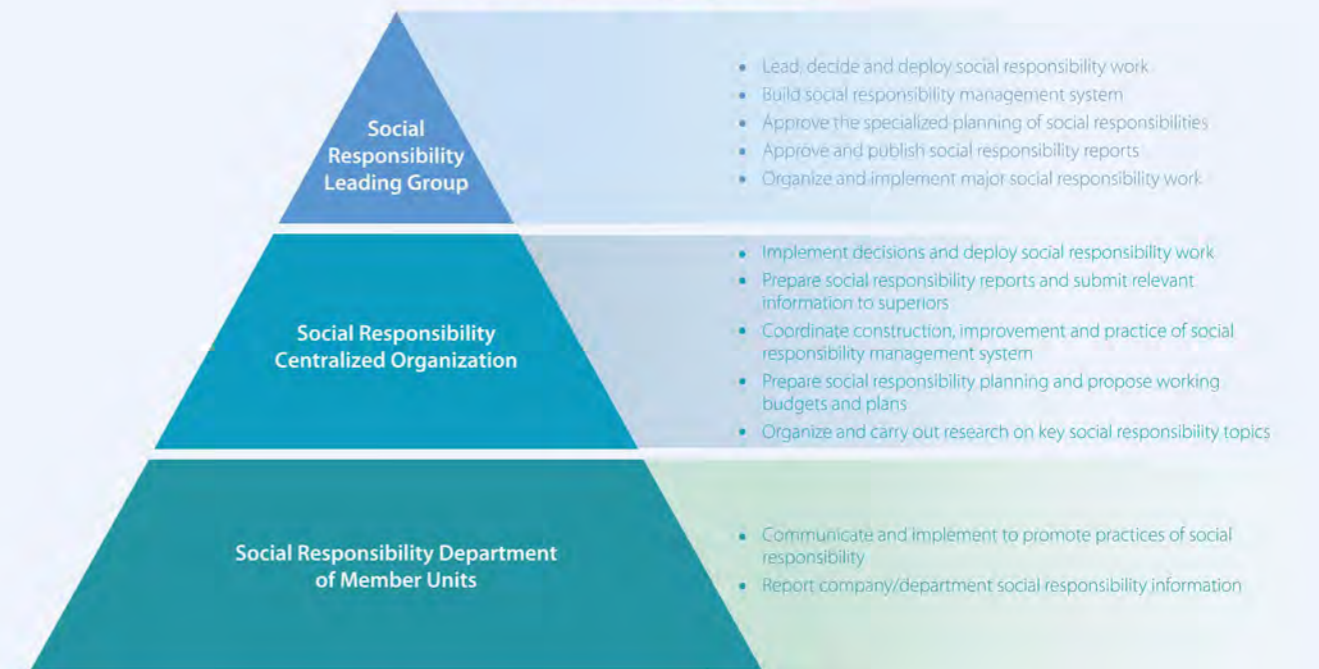 Social
Responsibility
Leading Group
• Lead, decide and deploy social responsibility work
• Build social responsibility management system
• Approve the specialized planning of social responsibilities
• Approve and publish social responsibility reports
• Organize and implement major social responsibility work
Social Responsibility
Centralized Organization
• Implement decisions and deploy social responsibility work
• Prepare social responsibility reports and submit relevant
information to superiors
• Coordinate construction, improvement and practice of social
responsibility management system
• Prepare social responsibility planning and propose working
budgets and plans
• Organize and carry out research on key social responsibility topics
Social Responsibility Department
of Member Units
• Communicate and implement to promote practices of social
responsibility
• Report company/department social responsibility information